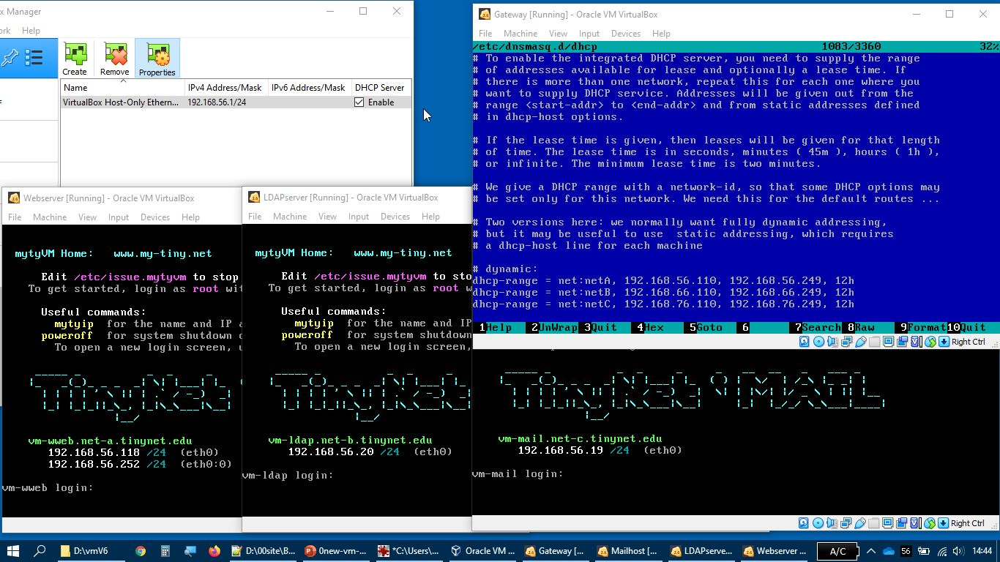 x Manager
ork Help
Create Remove Properties
Name IPv4 Address/Mask IPv6 Address/Mask DHCP Server
VirtualBox Host-Only Ethern... 192.168.56.1/24 Enable
Gateway [Running] - Oracle VM VirtualBox
File Machine View Input Devices Help
/etc/dnsmasq.d/dhcp 1083/3360 32%
# To enable the integrated DHCP server, you need to supply the range
# of addresses available for lease and optionally a lease time. If
# there is more than one network, repeat this for each one where you
# want to supply DHCP service. Addresses will be given out from the
# range <start-addr> to <end-addr> and from static addresses defined
# in dhcp-host options.
# If the lease time is given, then leases will be given for that length
# of time. The lease time is in seconds, minutes ( 45m ), hours ( 1h ),
# or infinite. The minimum lease time is two minutes.
# We give a DHCP range with a network-id, so that some DHCP options may
# be set only for this network. We need this for the default routes ...
# Two versions here: we normally want fully dynamic addressing,
# but it may be useful to use  static addressing, which requires
# a dhcp-host line for each machine
# dynamic:
dhcp-range = net:netA, 192.168.56.110, 192.168.56.249, 12h
dhcp-range = net:netB, 192.168.66.110, 192.168.66.249, 12h
dhcp-range = net:netC, 192.168.76.110, 192.168.76.249, 12h
1Help 2UnWrap 3Quit 4Hex 5Goto 6 7Search 8Raw 9Format 10Quit
Right Ctrl
Webserver [Running] - Oracle VM VirtualBox
File Machine View Input Devices Help
mytyVM Home: www.my-tiny.net
Edit /etc/issue.mytyvm to stop
To get started, login as root wit
Useful commands:
mytyip for the name and IP a
poweroff for system shutdown
To open a new login screen, u
TinyNet
vm-wweb.net-a.tinynet.edu
192.168.56.118 /24 (eth0)
192.168.56.252 /24 (eth0:0)
vm-wweb login:
LDAPserver [Running] - Oracle VM VirtualBox
File Machine View Input Devices Help
mytyVM Home: www.my-tiny.net
Edit /etc/issue.mytyvm to sto
To get started, login as root w
Useful commands:
mytyip for the name and IP
poweroff for system shutdown
To open a new login screen,
TinyNet
vm-ldap.net-b.tinynet.edu
192.168.56.20 /24 (eth0)
vm-ldap login:
TinyNet 'MAIL
vm-mail.net-c.tinynet.edu
192.168.56.19 /24 (eth0)
vm-mail login:
Right Ctrl
D:\vmV6 D:\00site\B... 0new-vm-... *C:\Users\... Oracle VM ... Gateway [... Mailhost [... LDAPserve... Webserver ... A/C 56 14:44